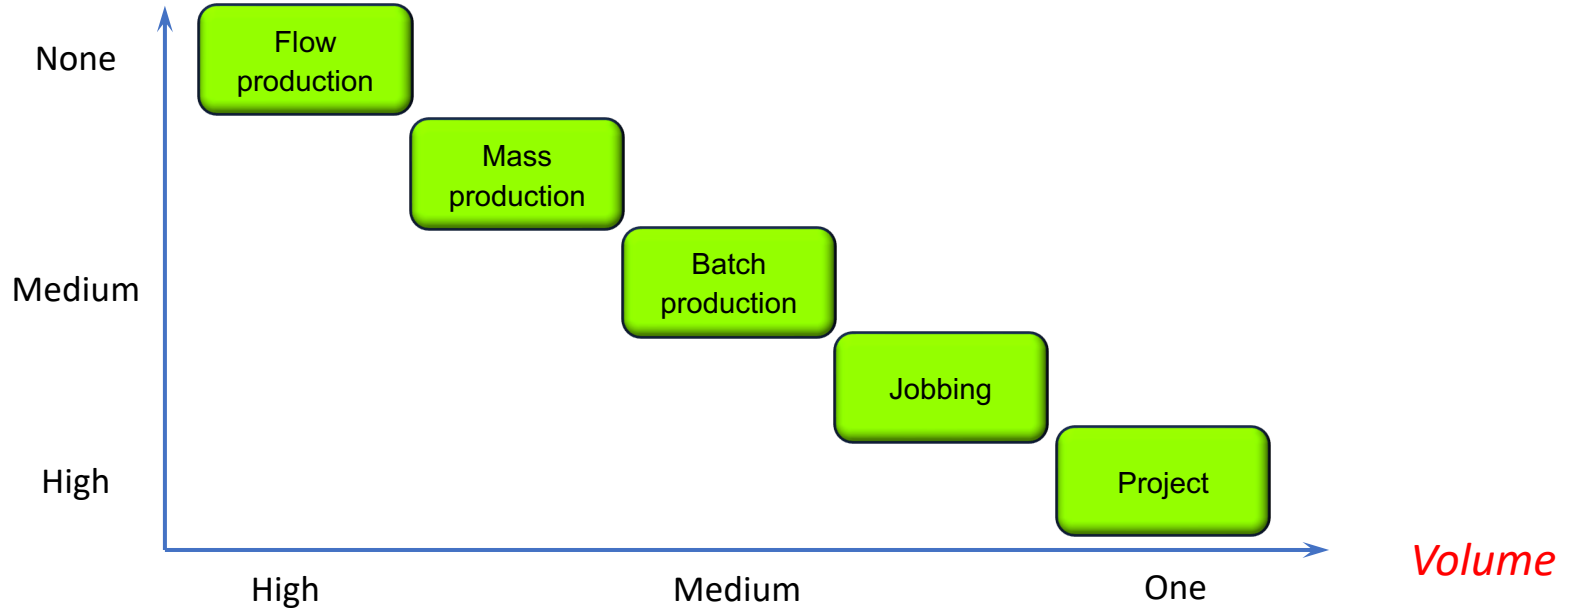 None
Flow
production
Mass
production
Medium
Batch
production
Jobbing
High
Project
Volume
High
Medium
One